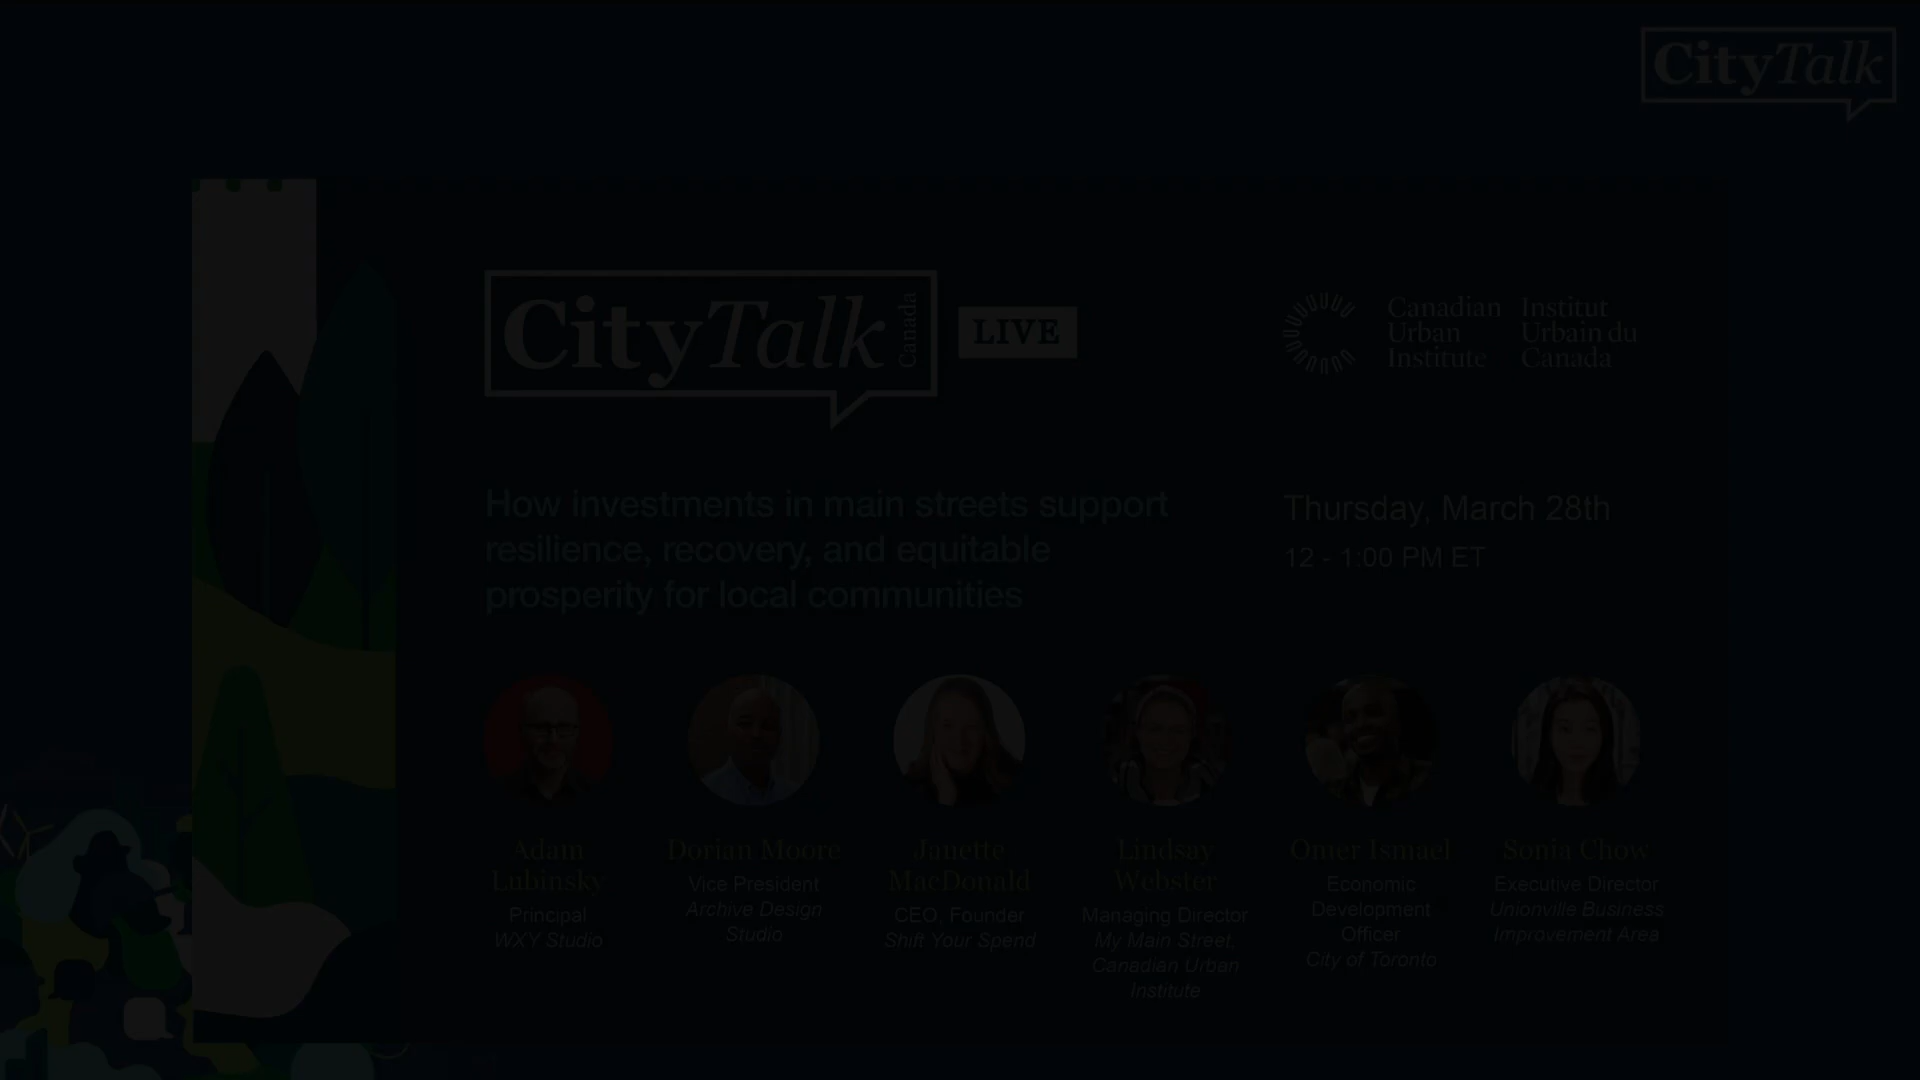 CityTalk
CityTalk Canada
LIVE
Canadian Urban Institute
Institut Urbain du Canada
How investments in main streets support
resilience, recovery, and equitable
prosperity for local communities
Thursday, March 28th
12 - 1:00 PM ET
Adam
Lubinsky
Principal
WXY Studio
Dorian Moore
Vice President
Archive Design
Studio
Janette
MacDonald
CEO, Founder
Shift Your Spend
Lindsay
Webster
Managing Director
My Main Street,
Canadian Urban
Institute
Omer Ismael
Economic
Development
Officer
City of Toronto
Sonia Chow
Executive Director
Unionville Business
Improvement Area